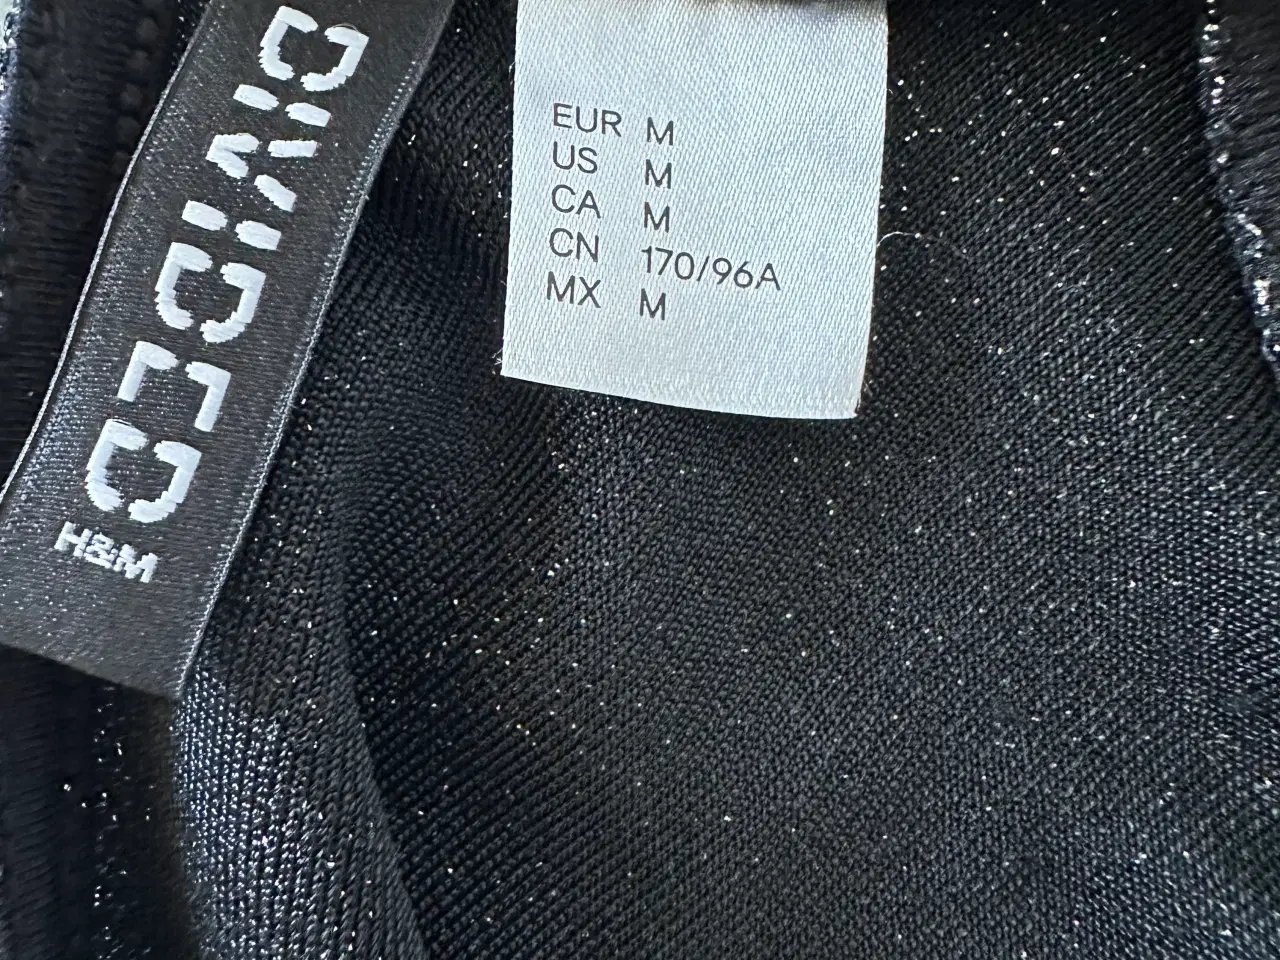 DIVIDED
H&M
EUR M
US M
CA M
CN 170/96A
MX M